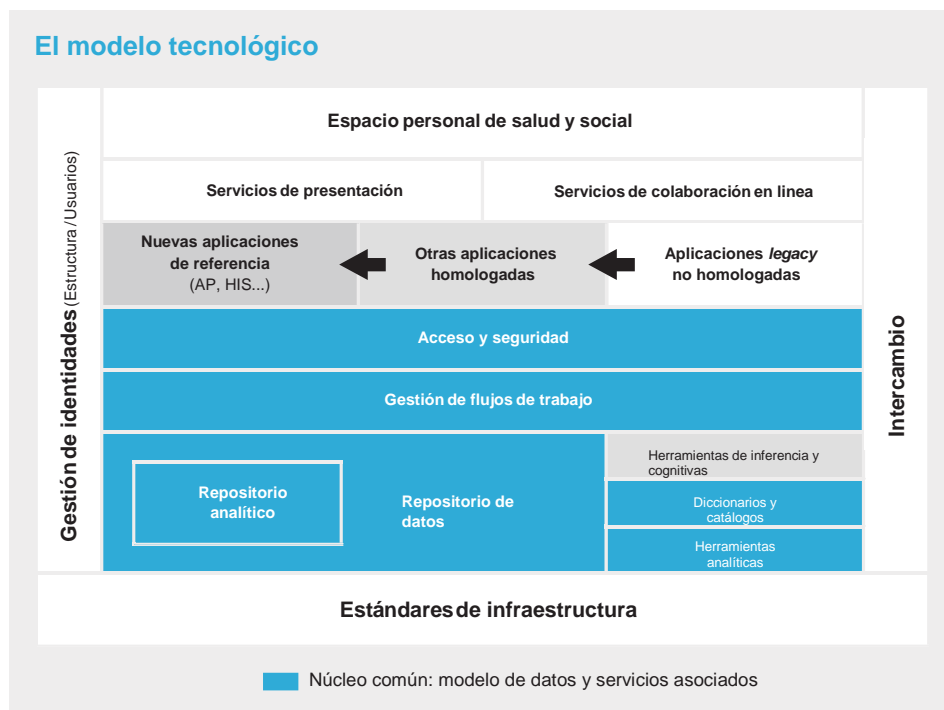 El modelo tecnológico
Gestión de identidades (Estructura / Usuarios)
Espacio personal de salud y social
Servicios de presentación
Servicios de colaboración en linea
Nuevas aplicaciones
de referencia
(AP, HIS...)
Otras aplicaciones
homologadas
Aplicaciones legacy
no homologadas
Acceso y seguridad
Gestión de flujos de trabajo
Repositorio
analítico
Repositorio de
datos
Herramientas de inferencia y
cognitivas
Diccionarios y
catálogos
Herramientas
analíticas
Intercambio
Estándares de infraestructura
Núcleo común: modelo de datos y servicios asociados